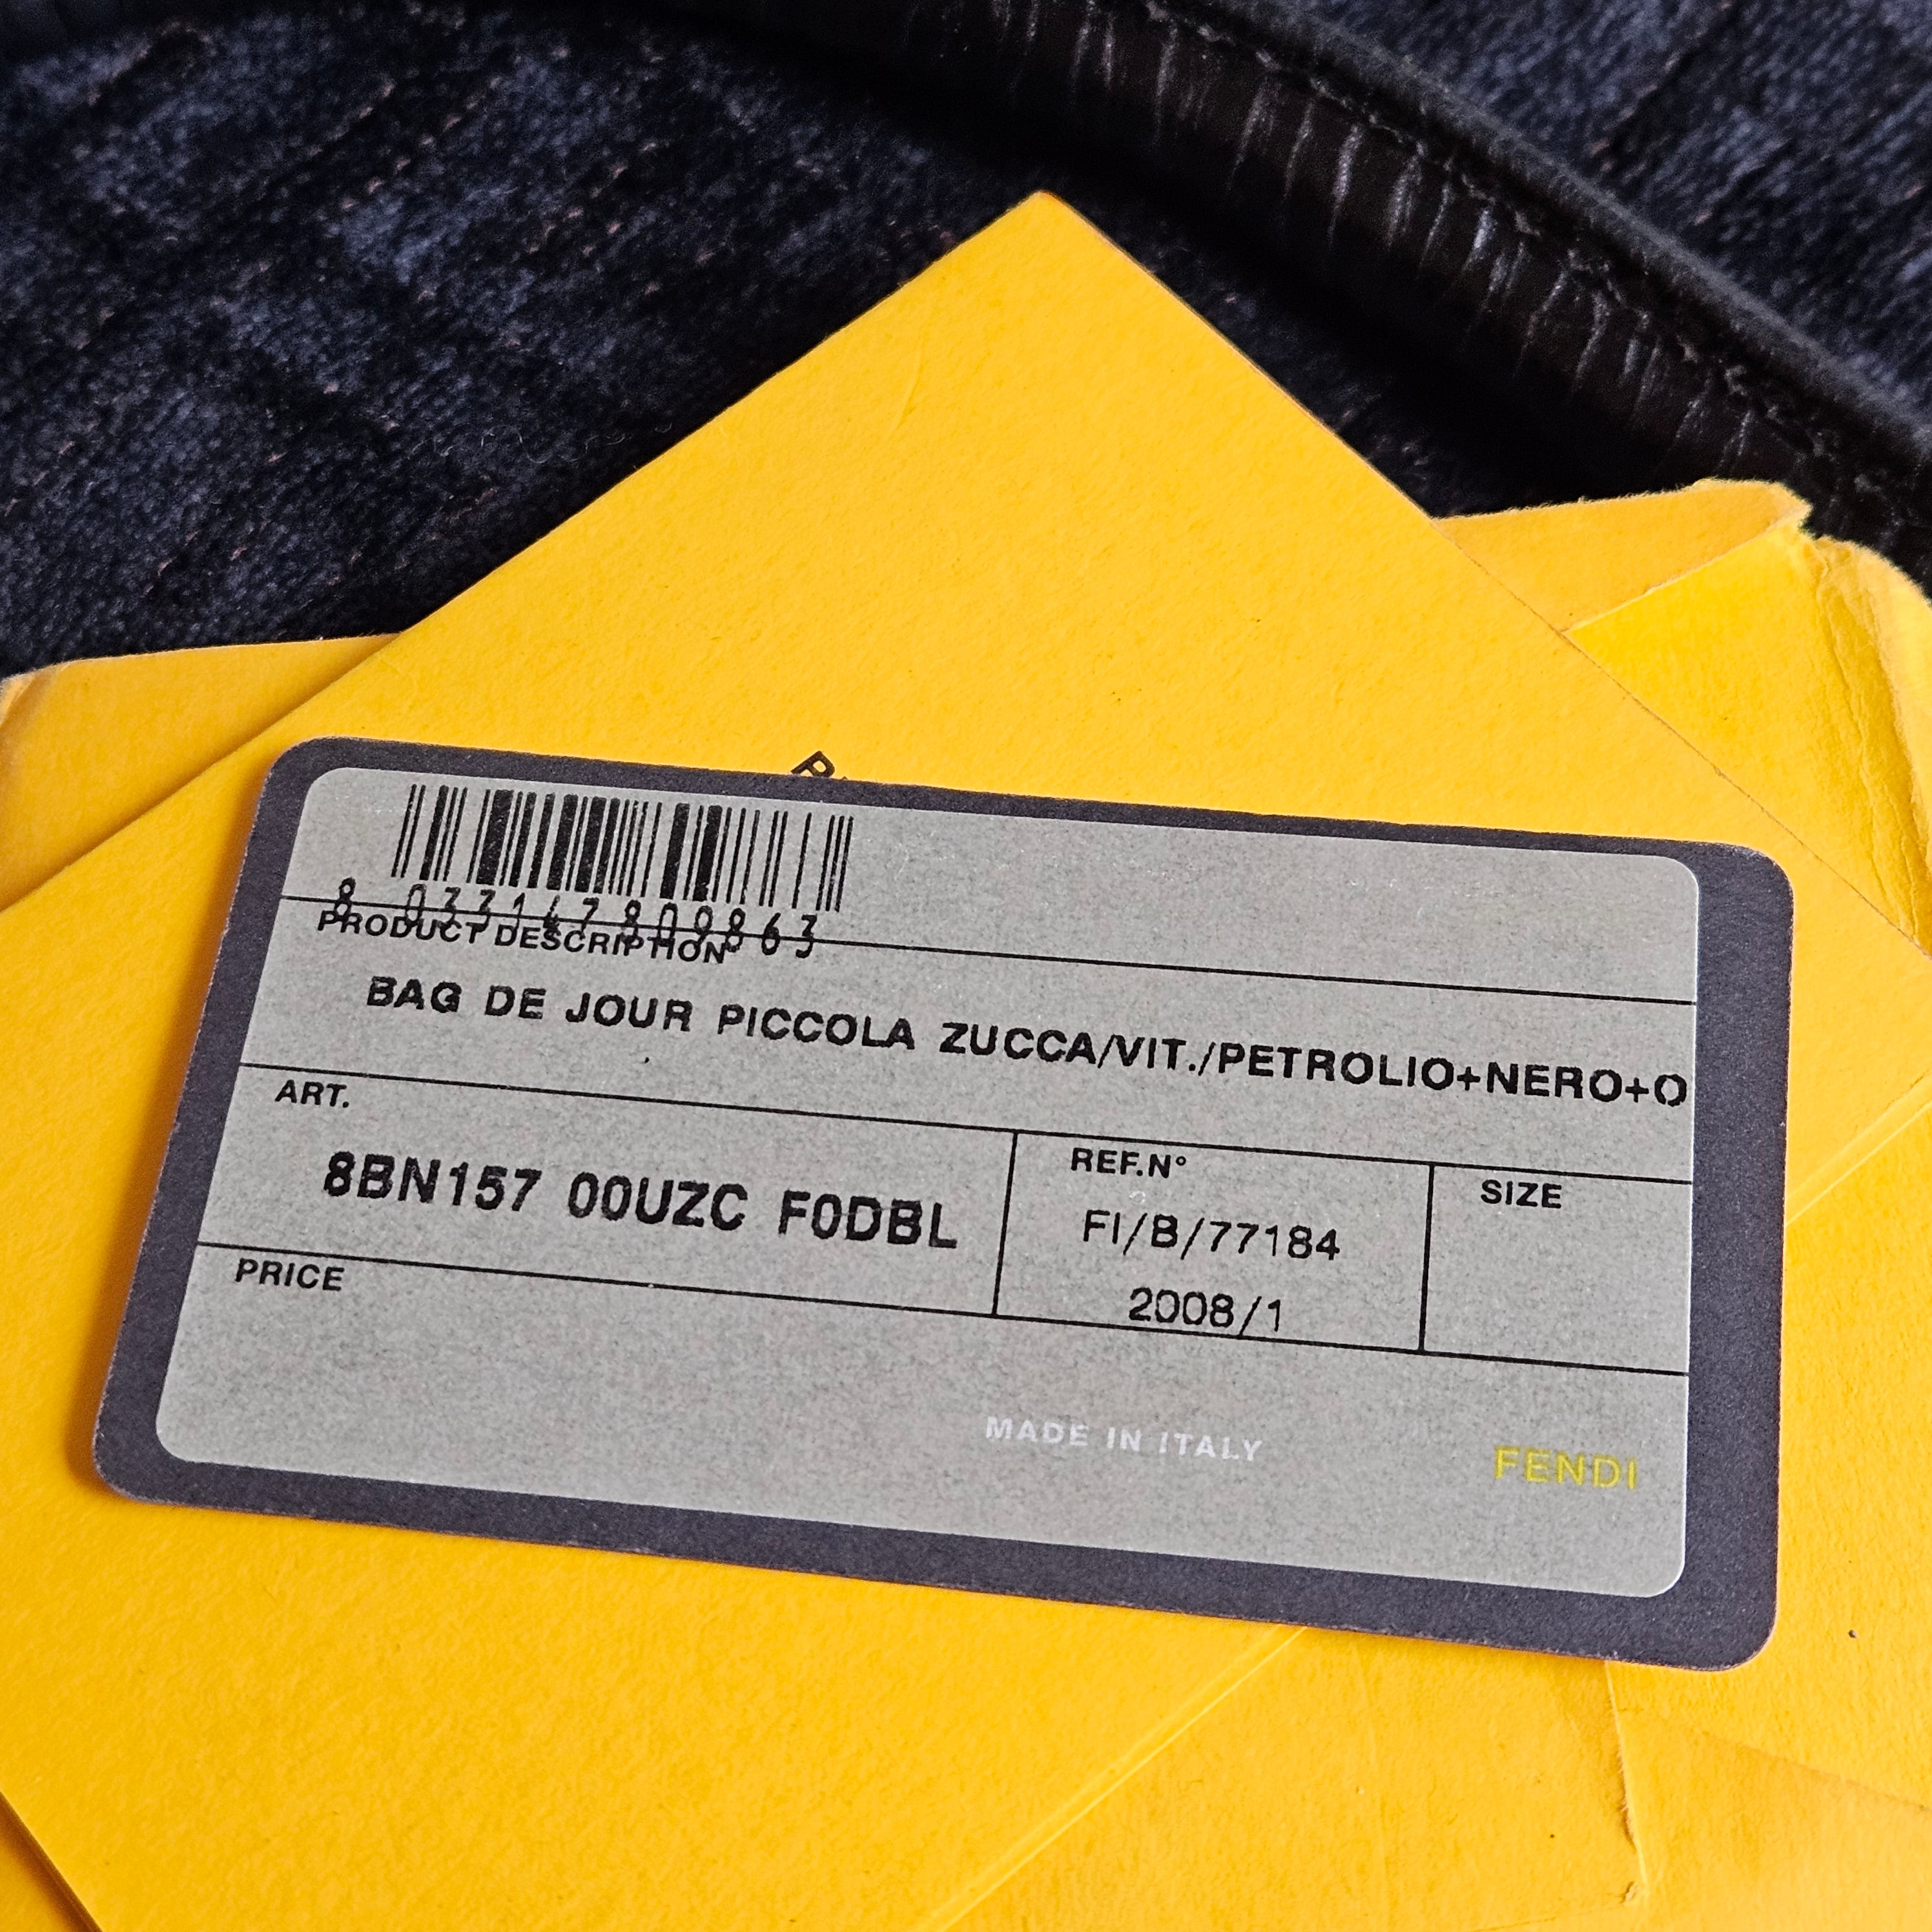 8 033147 809863
PRODUCT DESCRIPTION
BAG DE JOUR PICCOLA ZUCCA/VIT./PETROLIO+NERO+O
ART.
8BN157 00UZC F0DBL
REF.N°
FI/B/77184
2008/1
SIZE
PRICE
MADE IN ITALY
FENDI